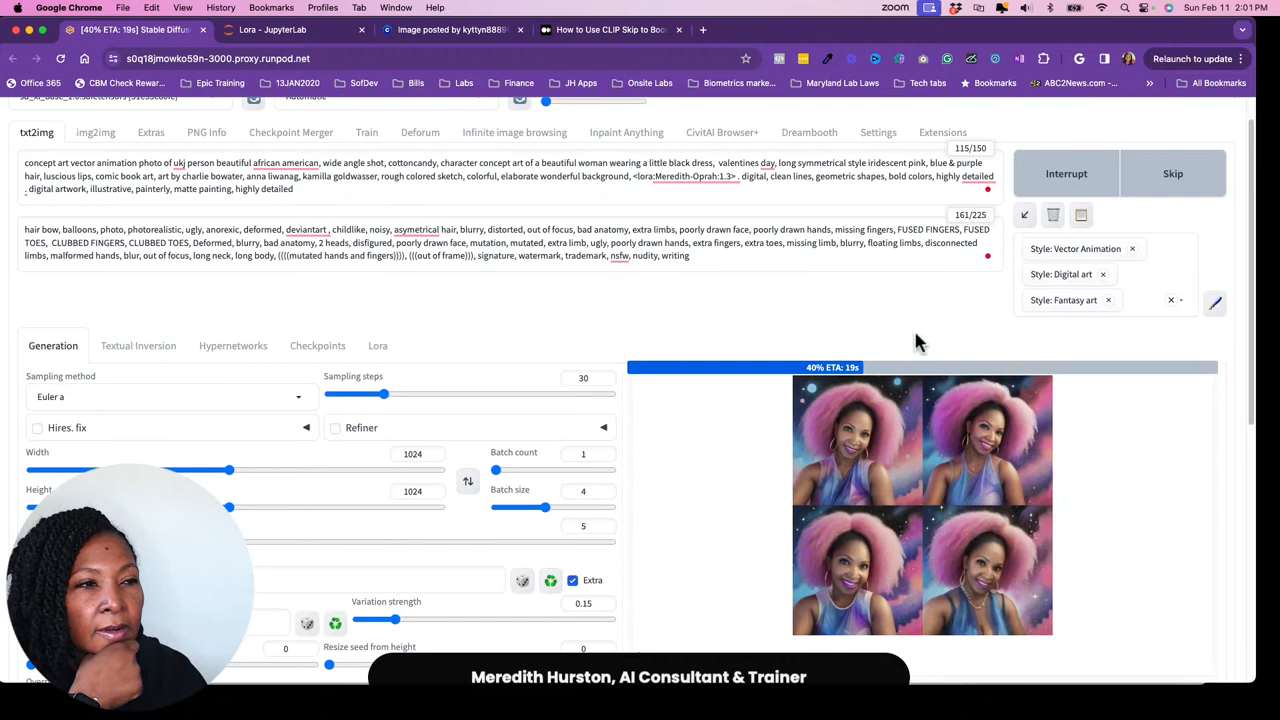 Google Chrome File Edit View History Bookmarks Profiles Tab Window Help zoom Sun Feb 11 2:01 PM
[40% ETA: 19s] Stable Diffus × Lora - JupyterLab × Image posted by kyttyn8889 × How to Use CLIP Skip to Boo × +
s0q18jmowko59n-3000.proxy.runpod.net Relaunch to update
Office 365 CBM Check Rewar... Epic Training 13JAN2020 SofDev Bills Labs Finance JH Apps Onsite Labs Biometrics marke... Maryland Lab Laws Tech tabs Bookmarks ABC2News.com -... » All Bookmarks
Automatic
txt2img img2img Extras PNG Info Checkpoint Merger Train Deforum Infinite image browsing Inpaint Anything CivitAI Browser+ Dreambooth Settings Extensions
115/150
concept art vector animation photo of ukj person beautiful african american, wide angle shot, cottoncandy, character concept art of a beautiful woman wearing a little black dress, valentines day, long symmetrical style iridescent pink, blue & purple
hair, luscious lips, comic book art, art by charlie bowater, anna liwanag, kamilla goldwasser, rough colored sketch, colorful, elaborate wonderful background, <lora:Meredith-Oprah:1.3> . digital, clean lines, geometric shapes, bold colors, highly detailed
. digital artwork, illustrative, painterly, matte painting, highly detailed
Interrupt Skip
161/225
hair bow, balloons, photo, photorealistic, ugly, anorexic, deformed, deviantart , childlike, noisy, asymetrical hair, blurry, distorted, out of focus, bad anatomy, extra limbs, poorly drawn face, poorly drawn hands, missing fingers, FUSED FINGERS, FUSED
TOES, CLUBBED FINGERS, CLUBBED TOES, Deformed, blurry, bad anatomy, 2 heads, disfigured, poorly drawn face, mutation, mutated, extra limb, ugly, poorly drawn hands, extra fingers, extra toes, missing limb, blurry, floating limbs, disconnected
limbs, malformed hands, blur, out of focus, long neck, long body, ((((mutated hands and fingers)))), (((out of frame))), signature, watermark, trademark, nsfw, nudity, writing
Style: Vector Animation ×
Style: Digital art ×
Style: Fantasy art ×
Generation Textual Inversion Hypernetworks Checkpoints Lora
40% ETA: 19s
Sampling method Sampling steps 30
Euler a
Hires. fix Refiner
Width 1024 Batch count 1
Height 1024 Batch size 4
5
Extra
Variation strength 0.15
0 Resize seed from height 0
Meredith Hurston, AI Consultant & Trainer